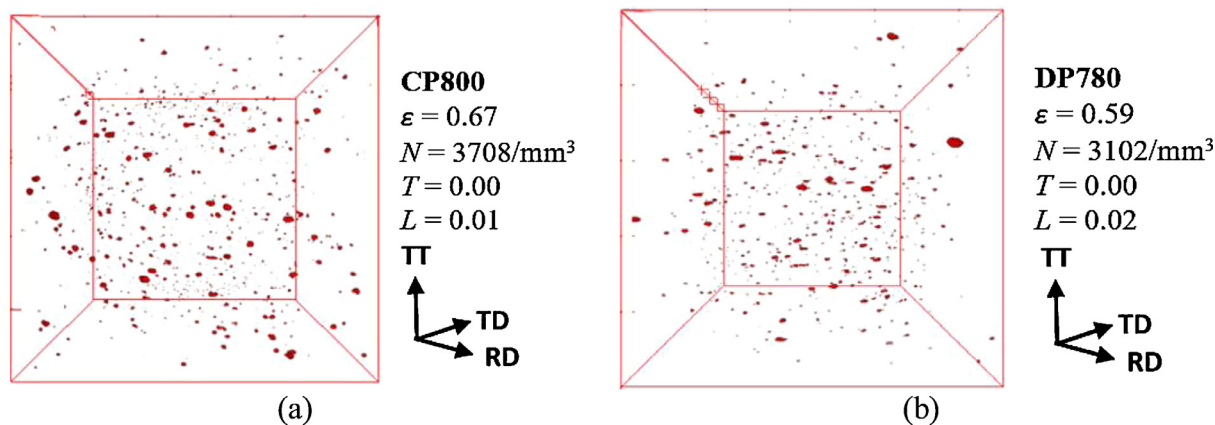 CP800
ε = 0.67
N = 3708/mm³
T = 0.00
L = 0.01
TT
TD
RD
(a)
DP780
ε = 0.59
N = 3102/mm³
T = 0.00
L = 0.02
TT
TD
RD
(b)